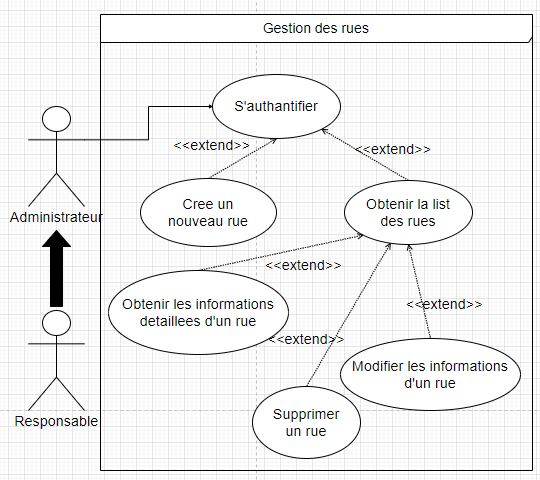 Gestion des rues
S'authantifier
<<extend>>
<<extend>>
Cree un
nouveau rue
Obtenir la list
des rues
Administrateur
<<extend>>
Obtenir les informations
detaillees d'un rue
<<extend>>
<<extend>>
Modifier les informations
d'un rue
Supprimer
un rue
Responsable